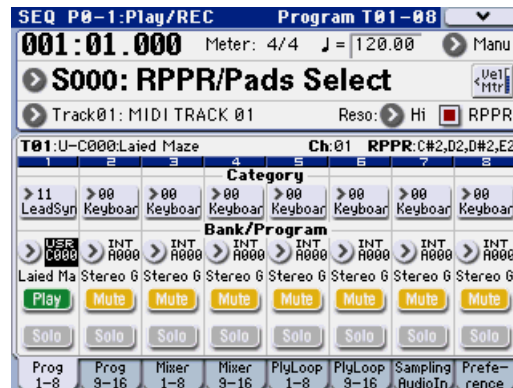 SEQ P0-1:Play/REC Program T01-08
001:01.000 Meter: 4/4 ♩= 120.00 Manu
S000: RPPR/Pads Select <Vel Mtr
Track01: MIDI TRACK 01 Reso: Hi RPPR
T01:U-C000:Laied Maze Ch:01 RPPR:C#2,D2,D#2,E2
1 2 3 4 5 6 7 8
Category
11 00 00 00 00 00 00 00
LeadSyn Keyboar Keyboar Keyboar Keyboar Keyboar Keyboar Keyboar
Bank/Program
USR C000 INT A000 INT A000 INT A000 INT A000 INT A000 INT A000 INT A000
Laied Ma Stereo G Stereo G Stereo G Stereo G Stereo G Stereo G Stereo G
Play Mute Mute Mute Mute Mute Mute Mute
Solo Solo Solo Solo Solo Solo Solo Solo
Prog 1-8 Prog 9-16 Mixer 1-8 Mixer 9-16 PlyLoop 1-8 PlyLoop 9-16 Sampling AudioIn Prefe-rence